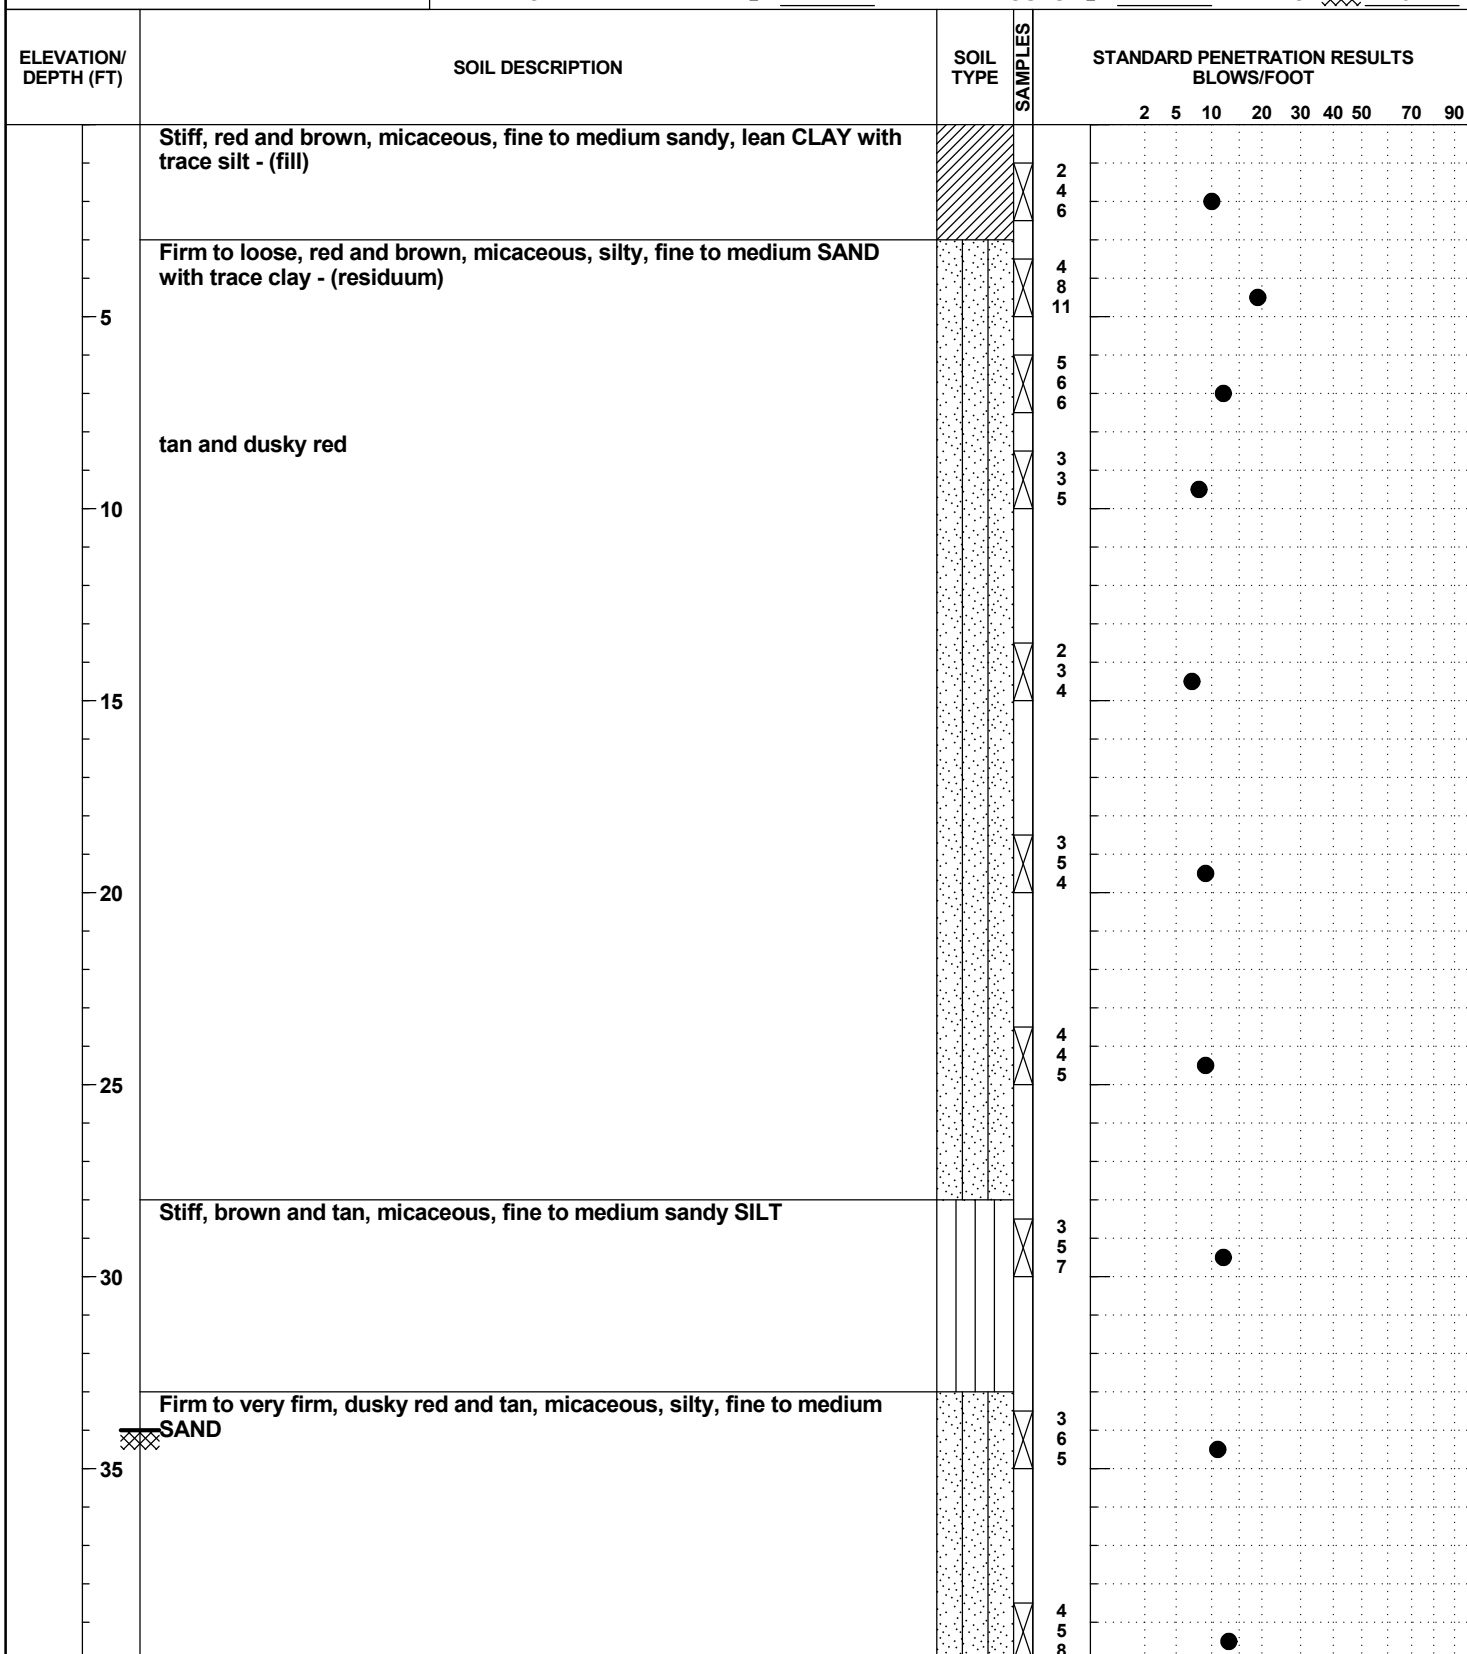 ELEVATION/
DEPTH (FT)
SOIL DESCRIPTION
SOIL
TYPE
SAMPLES
STANDARD PENETRATION RESULTS
BLOWS/FOOT
2 5 10 20 30 40 50 70 90
Stiff, red and brown, micaceous, fine to medium sandy, lean CLAY with
trace silt - (fill)
2
4
6
Firm to loose, red and brown, micaceous, silty, fine to medium SAND
with trace clay - (residuum)
4
8
11
5
5
6
6
tan and dusky red
3
3
5
10
2
3
4
15
3
5
4
20
4
4
5
25
Stiff, brown and tan, micaceous, fine to medium sandy SILT
3
5
7
30
Firm to very firm, dusky red and tan, micaceous, silty, fine to medium
SAND
3
6
5
35
4
5
8